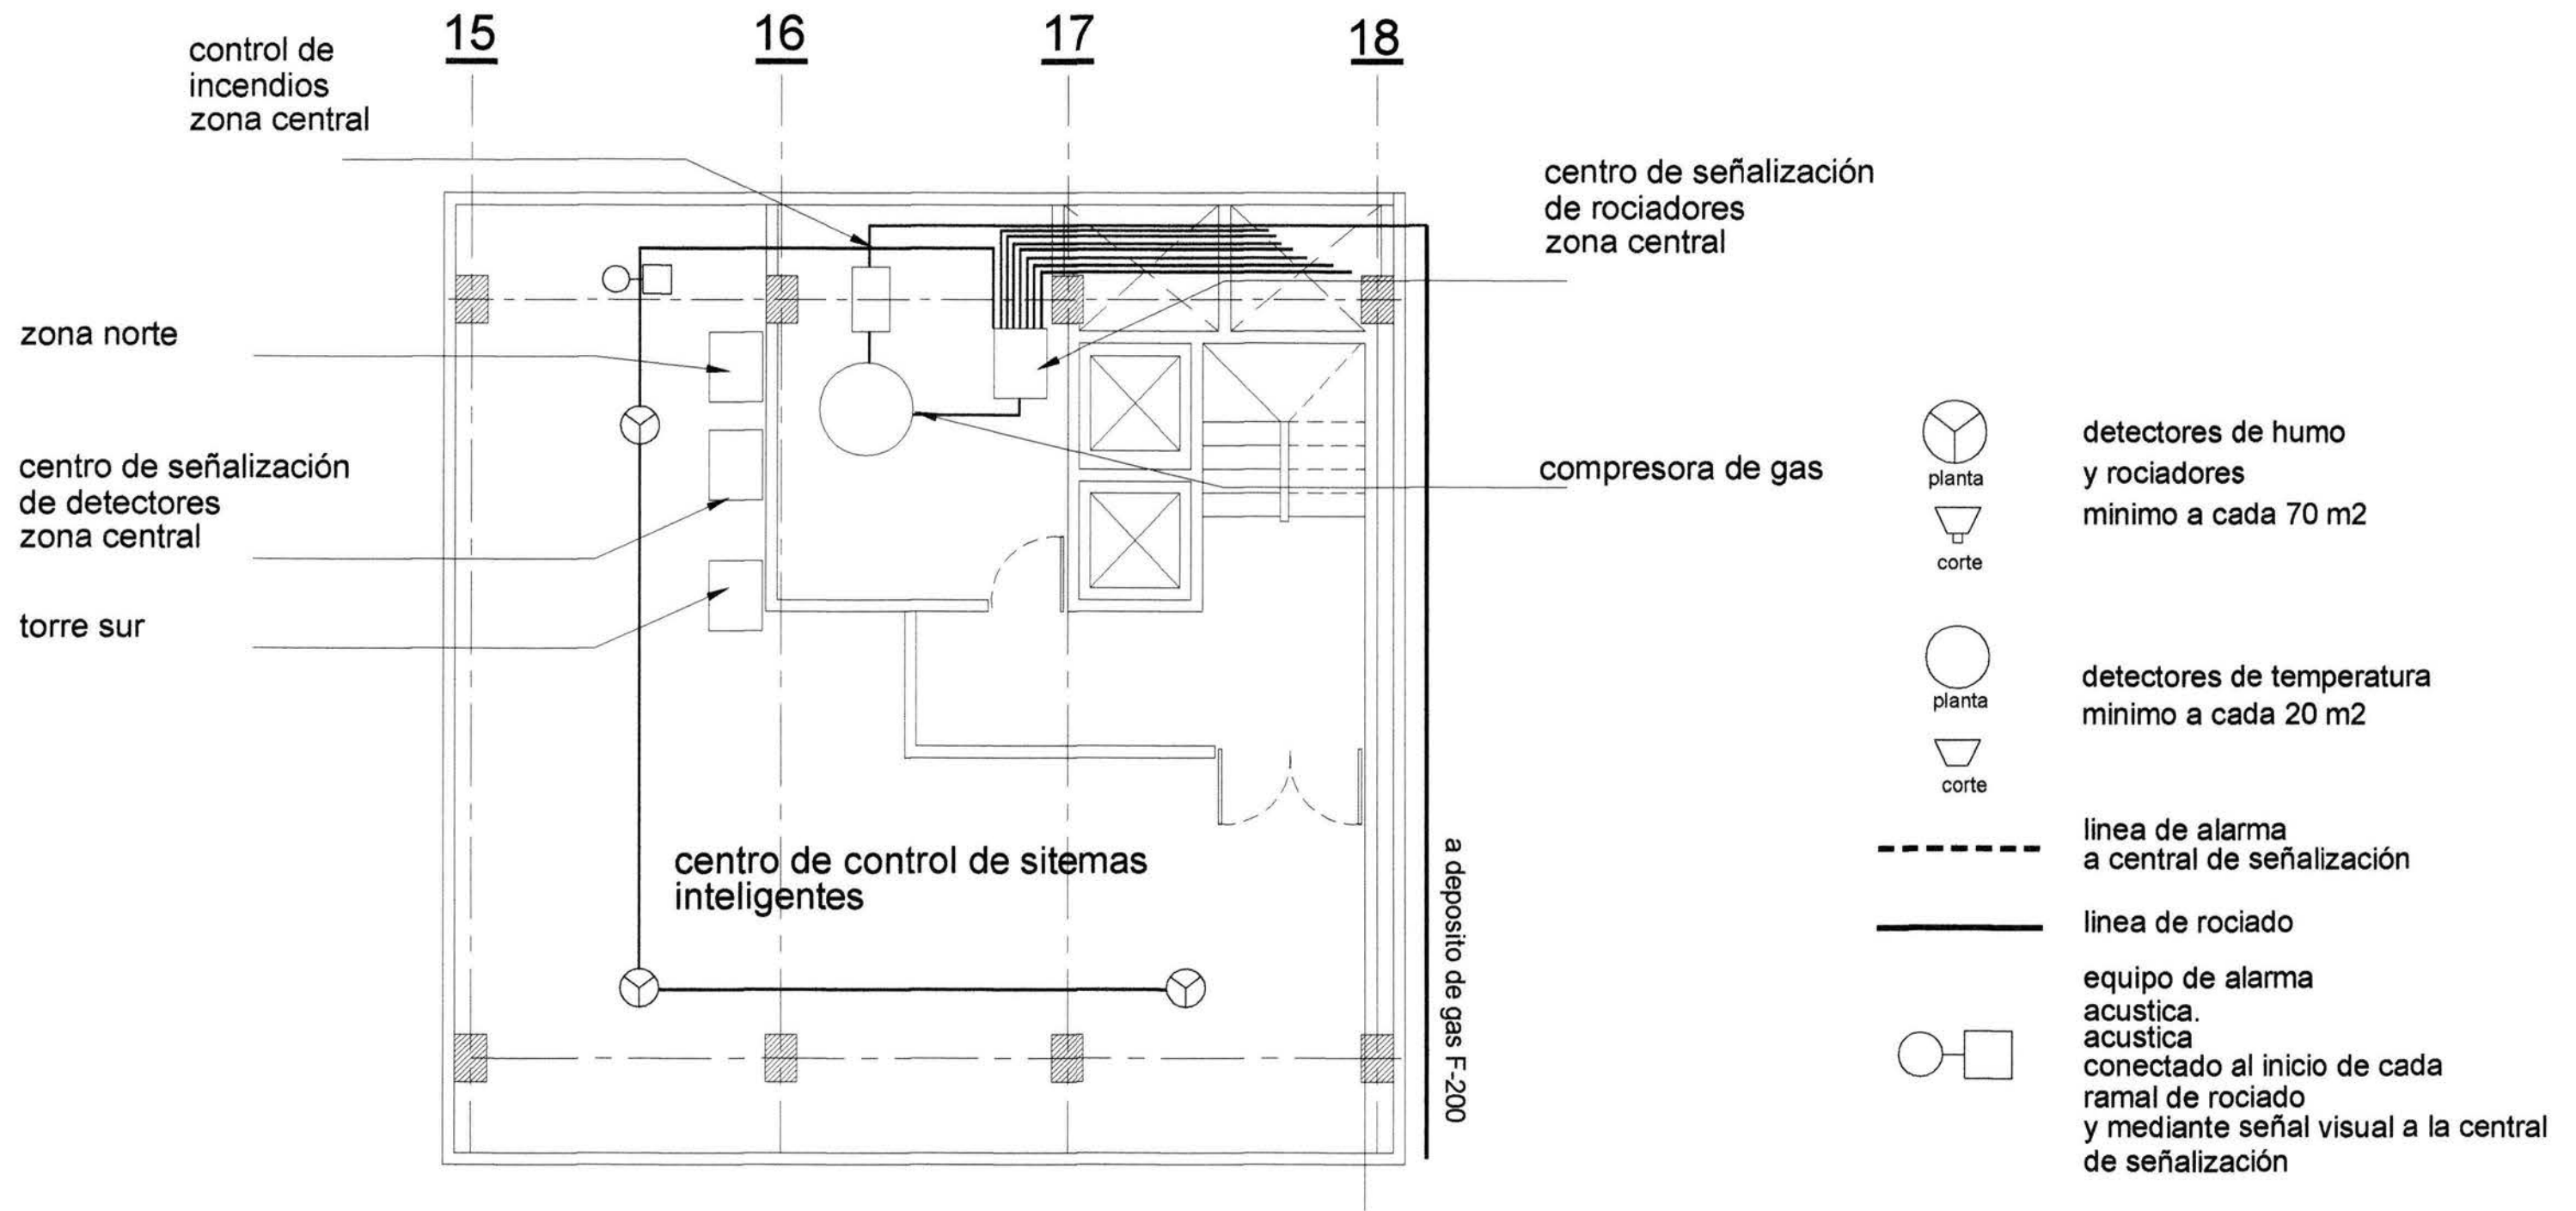 15
16
17
18
control de
incendios
zona central
centro de señalización
de rociadores
zona central
zona norte
centro de señalización
de detectores
zona central
torre sur
compresora de gas
centro de control de sitemas
inteligentes
a deposito de gas F-200
planta
corte
detectores de humo
y rociadores
minimo a cada 70 m2
planta
corte
detectores de temperatura
minimo a cada 20 m2
linea de alarma
a central de señalización
linea de rociado
equipo de alarma
acustica.
acustica
conectado al inicio de cada
ramal de rociado
y mediante señal visual a la central
de señalización